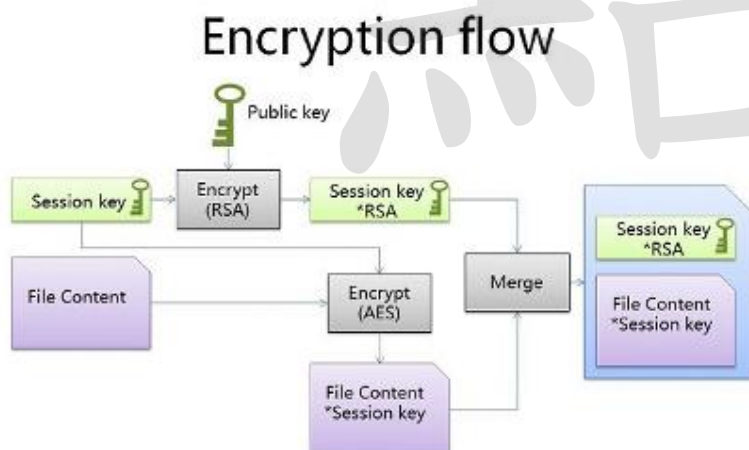 Encryption flow
Public key
Session key
Encrypt
(RSA)
Session key
*RSA
Session key
*RSA
File Content
Encrypt
(AES)
Merge
File Content
*Session key
File Content
*Session key